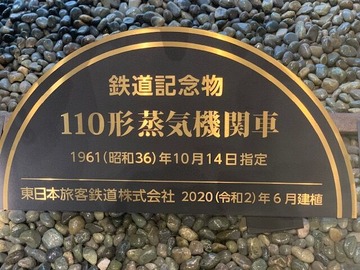 鉄道記念物
110形蒸気機関車
1961(昭和36)年10月14日指定
東日本旅客鉄道株式会社 2020(令和2)年6月建植